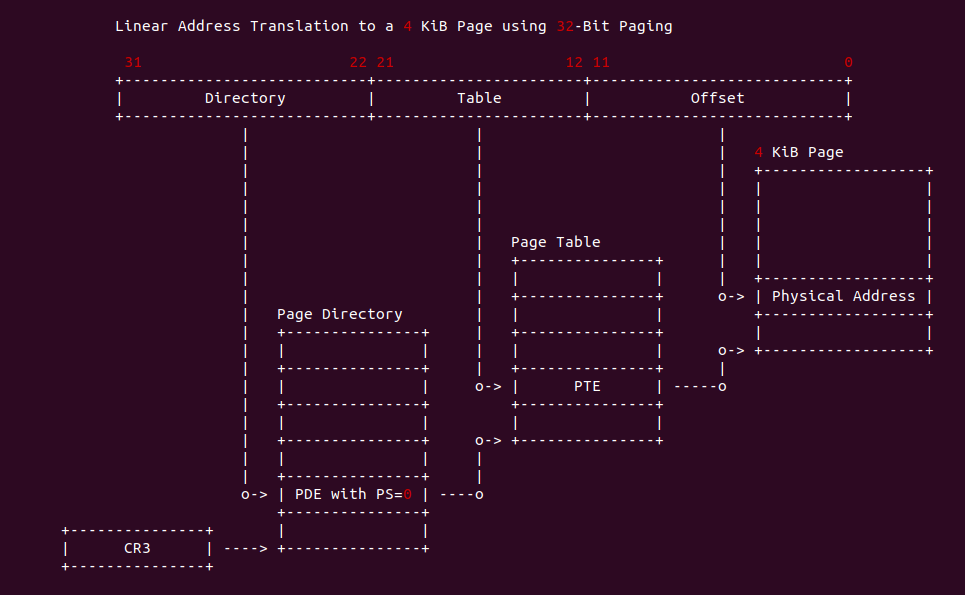 Linear Address Translation to a 4 KiB Page using 32-Bit Paging
31 22 21 12 11 0
Directory Table Offset
4 KiB Page
Page Table
Physical Address
Page Directory
PTE
PDE with PS=0
CR3